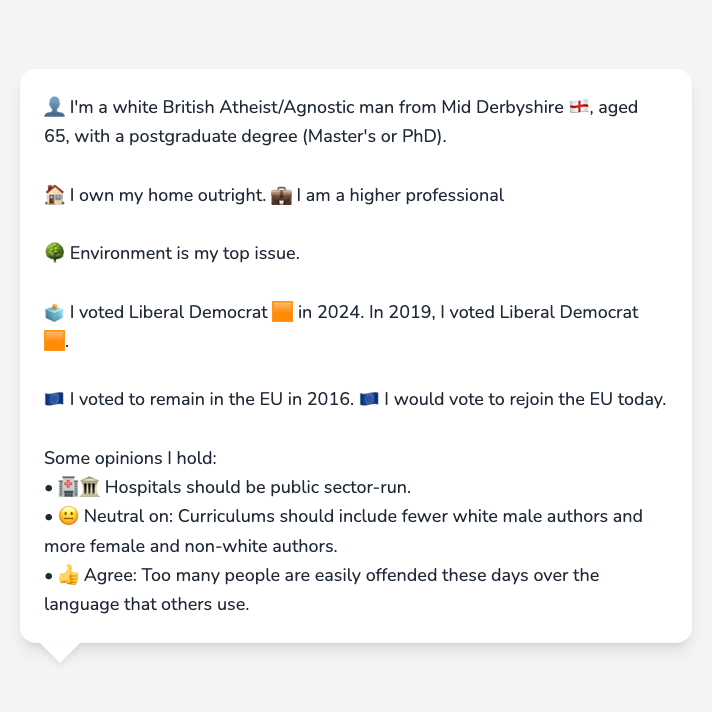 👤 I'm a white British Atheist/Agnostic man from Mid Derbyshire 🏴󠁧󠁢󠁥󠁮󠁧󠁿, aged
65, with a postgraduate degree (Master's or PhD).
🏠 I own my home outright. 💼 I am a higher professional
🌳 Environment is my top issue.
🗳️ I voted Liberal Democrat 🟧 in 2024. In 2019, I voted Liberal Democrat
🟧.
🇪🇺 I voted to remain in the EU in 2016. 🇪🇺 I would vote to rejoin the EU today.
Some opinions I hold:
• 🏥🏛️ Hospitals should be public sector-run.
• 😐 Neutral on: Curriculums should include fewer white male authors and
more female and non-white authors.
• 👍 Agree: Too many people are easily offended these days over the
language that others use.